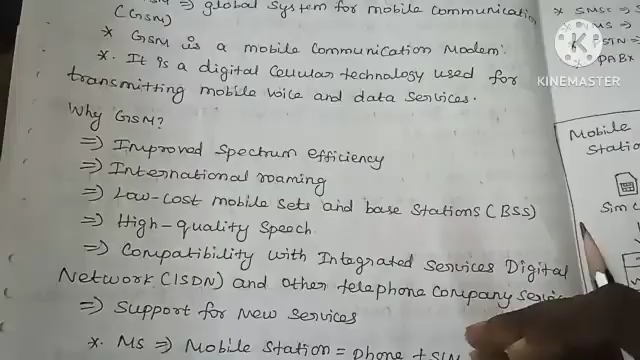 ⇒ global system for mobile communication
(GSM)
* GSM is a mobile communication Modem.
*. It is a digital cellular technology used for
transmitting mobile voice and data services.
Why GSM?
⇒ Improved spectrum efficiency
⇒ International roaming
⇒ Low-cost mobile sets and base stations (BSS)
⇒ High-quality speech
⇒ Compatibility with Integrated Services Digital
Network (ISDN) and other telephone company
⇒ Support for new services
*. MS ⇒ Mobile Station = phone +
* SMSC ⇒
MS ⇒
PABX
KINEMASTER
Mobile
Sim